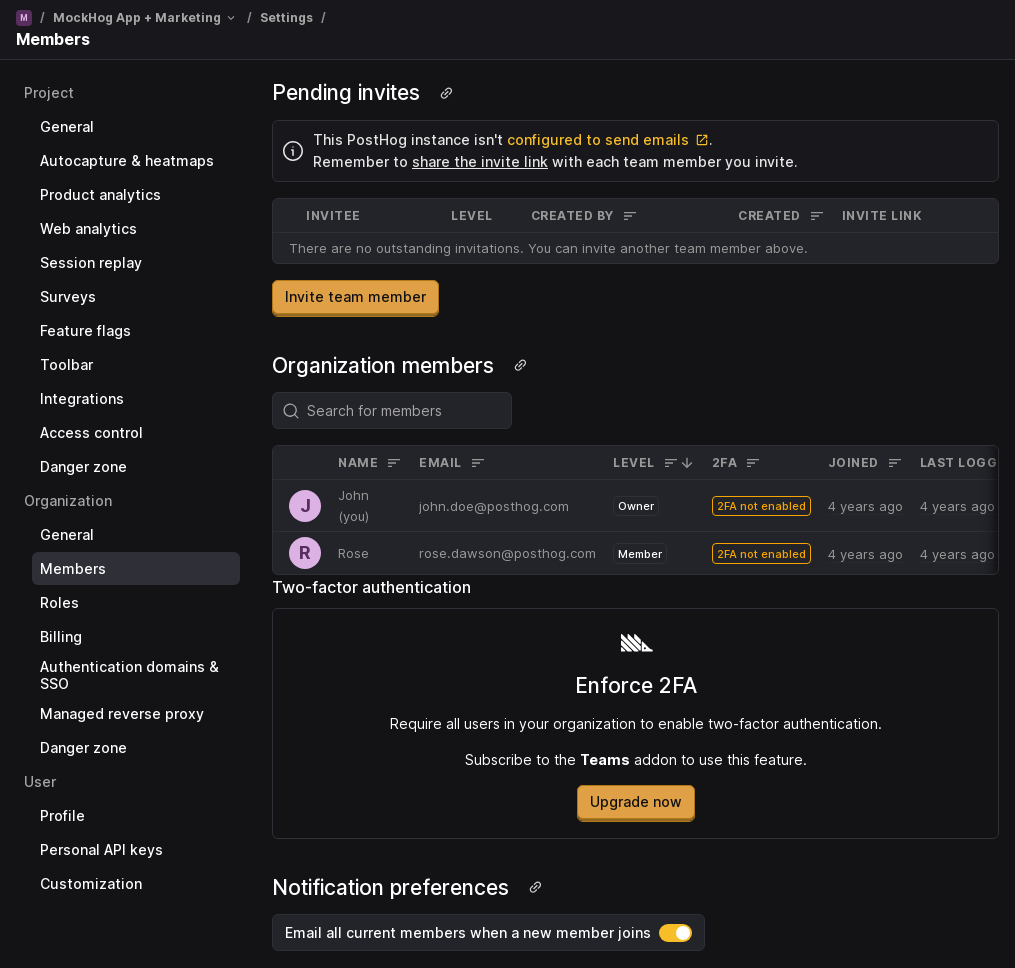 M / MockHog App + Marketing / Settings /
Members
Project
General
Autocapture & heatmaps
Product analytics
Web analytics
Session replay
Surveys
Feature flags
Toolbar
Integrations
Access control
Danger zone
Organization
General
Members
Roles
Billing
Authentication domains &
SSO
Managed reverse proxy
Danger zone
User
Profile
Personal API keys
Customization
Pending invites
This PostHog instance isn't configured to send emails.
Remember to share the invite link with each team member you invite.
INVITEE LEVEL CREATED BY CREATED INVITE LINK
There are no outstanding invitations. You can invite another team member above.
Invite team member
Organization members
Search for members
NAME EMAIL LEVEL 2FA JOINED LAST LOGG
J John (you) john.doe@posthog.com Owner 2FA not enabled 4 years ago 4 years ago
R Rose rose.dawson@posthog.com Member 2FA not enabled 4 years ago 4 years ago
Two-factor authentication
Enforce 2FA
Require all users in your organization to enable two-factor authentication.
Subscribe to the Teams addon to use this feature.
Upgrade now
Notification preferences
Email all current members when a new member joins